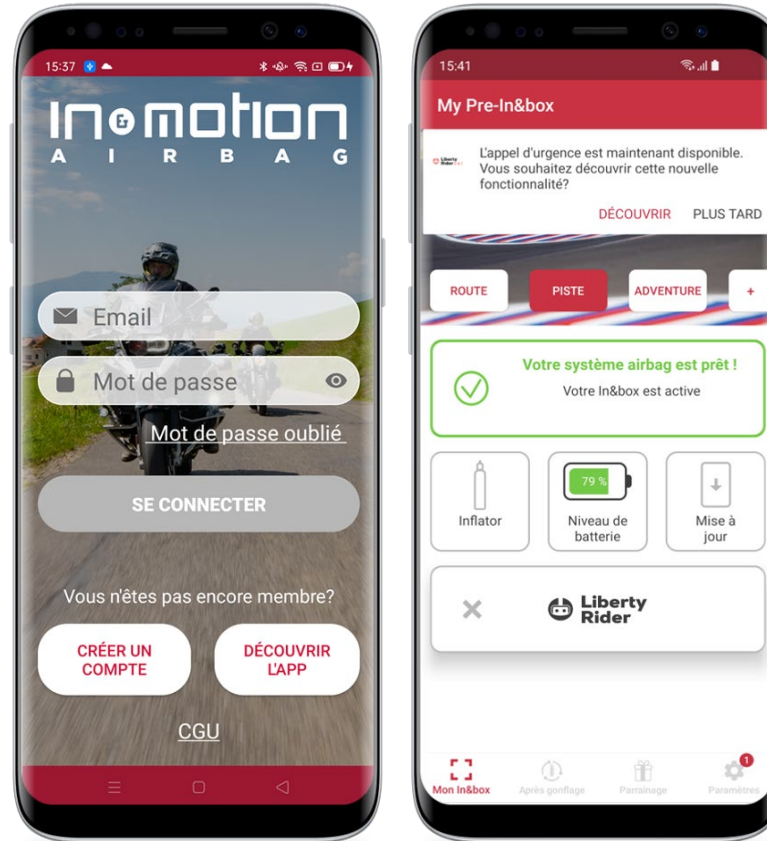 15:37
In&motion
AIRBAG
Email
Mot de passe
Mot de passe oublié
SE CONNECTER
Vous n'êtes pas encore membre?
CRÉER UN
COMPTE
DÉCOUVRIR
L'APP
CGU
15:41
My Pre-In&box
Liberty
Rider
L'appel d'urgence est maintenant disponible.
Vous souhaitez découvrir cette nouvelle
fonctionnalité?
DÉCOUVRIR PLUS TARD
ROUTE PISTE ADVENTURE +
Votre système airbag est prêt !
Votre In&box est active
79 %
Inflator
Niveau de
batterie
Mise à
jour
Liberty
Rider
1
Mon In&box Après gonflage Parrainage Paramètres